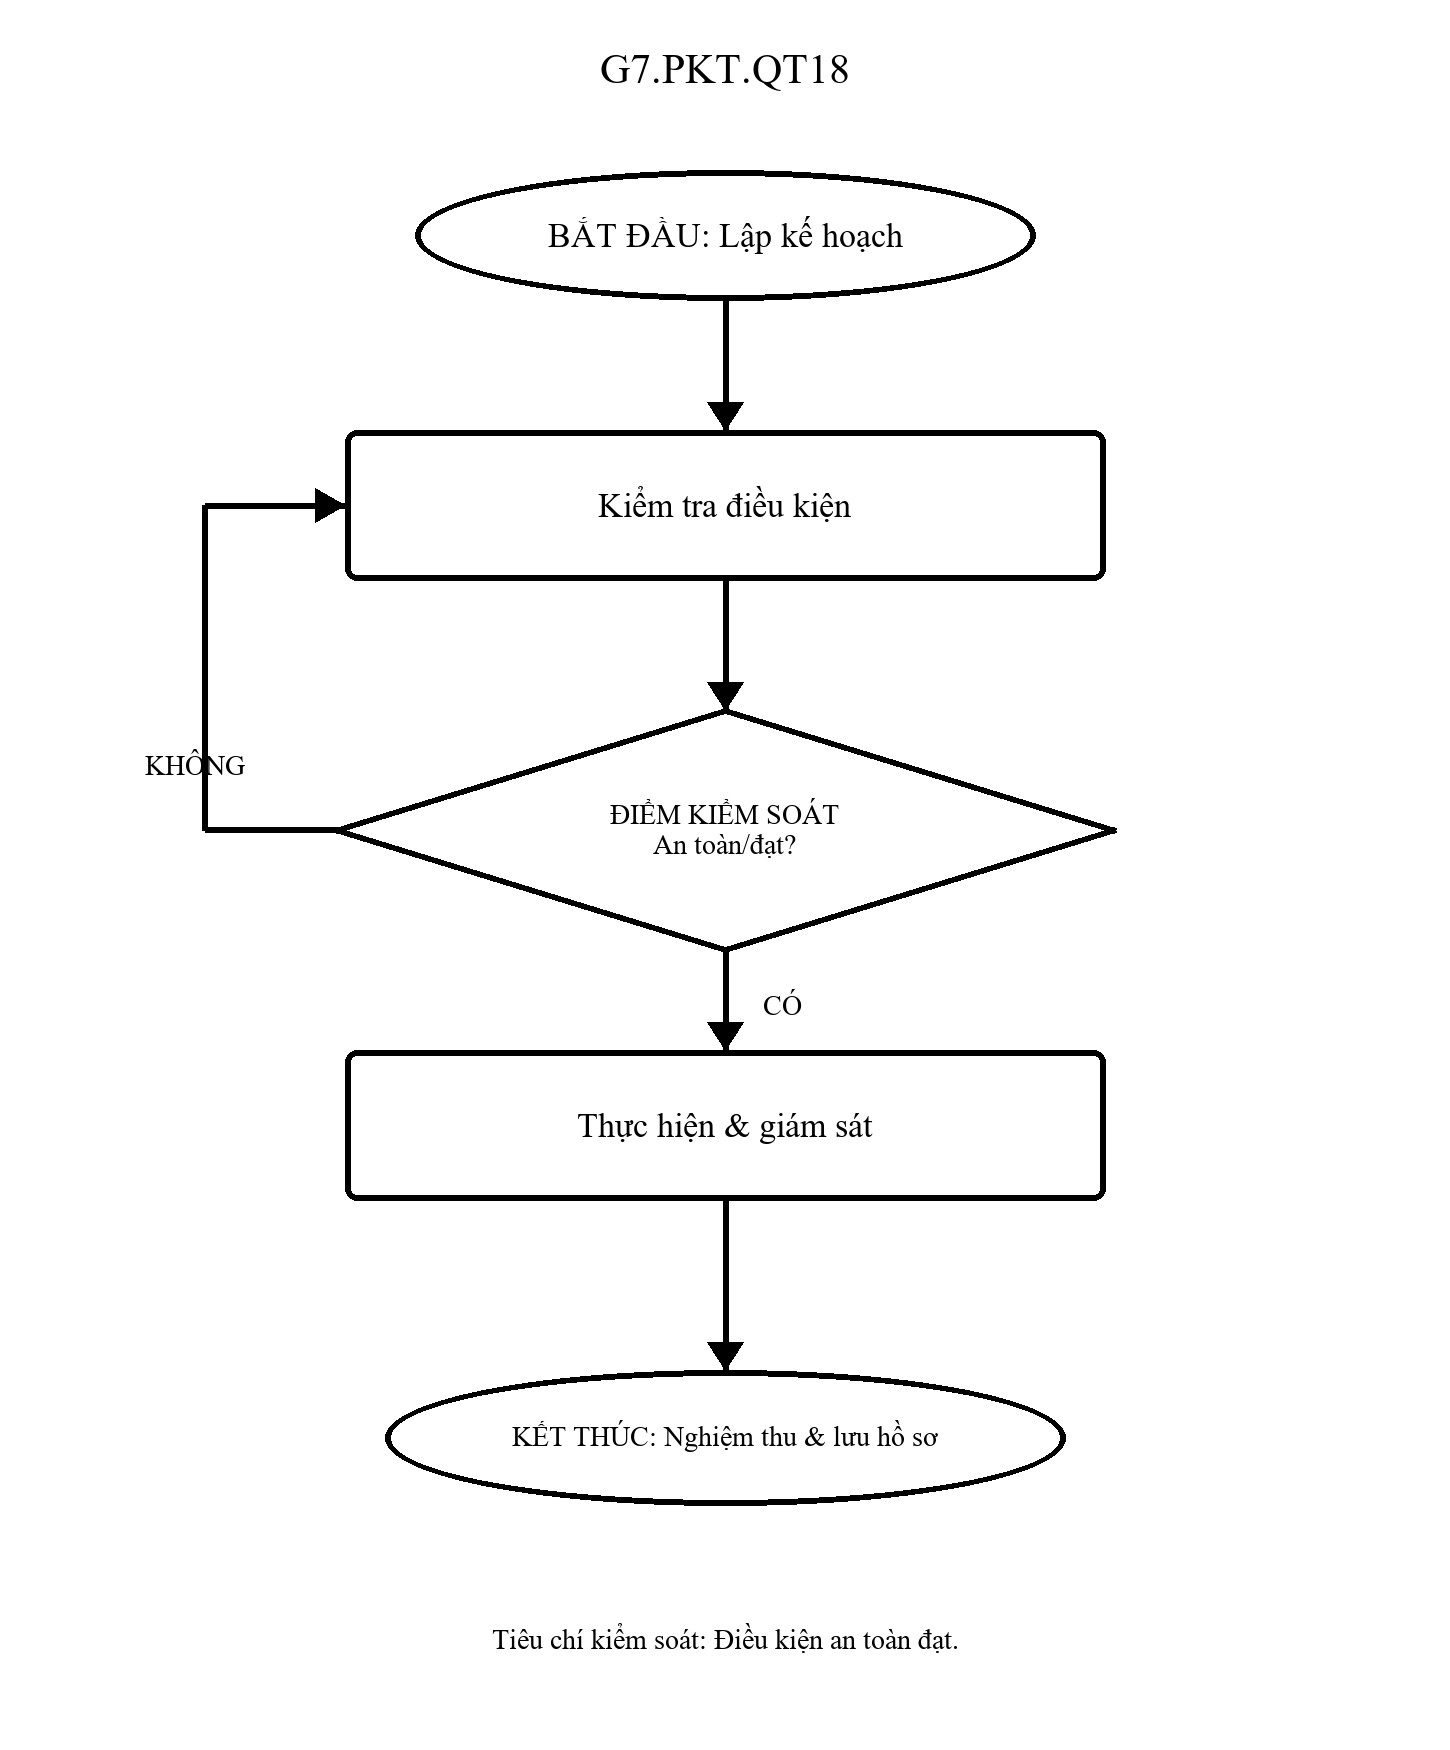 G7.PKT.QT18
BẮT ĐẦU: Lập kế hoạch
Kiểm tra điều kiện
KHÔNG
ĐIỂM KIỂM SOÁT
An toàn/đạt?
CÓ
Thực hiện & giám sát
KẾT THÚC: Nghiệm thu & lưu hồ sơ
Tiêu chí kiểm soát: Điều kiện an toàn đạt.